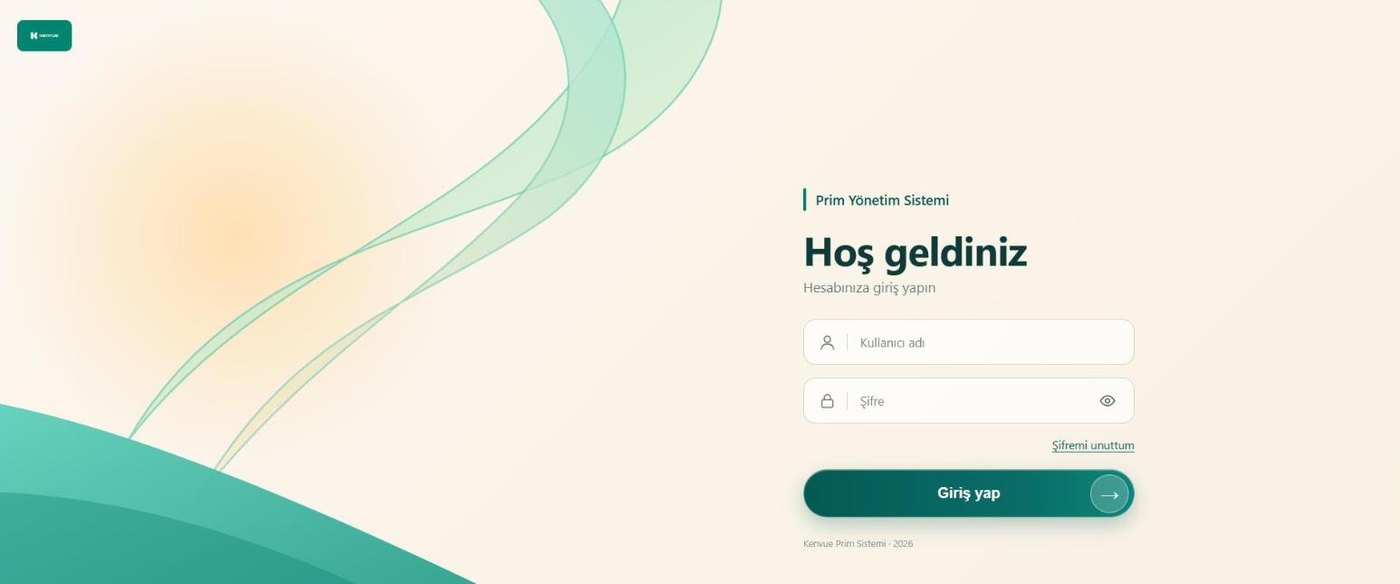 kenvue
Prim Yönetim Sistemi
Hoş geldiniz
Hesabınıza giriş yapın
Kullanıcı adı
Şifre
Şifremi unuttum
Giriş yap →
Kenvue Prim Sistemi · 2026